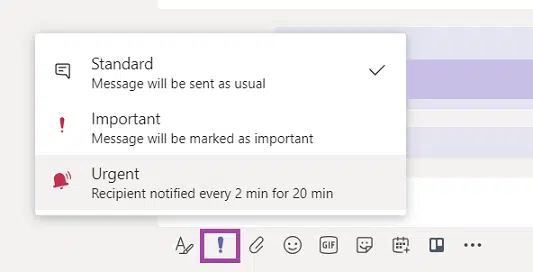 Standard
Message will be sent as usual
Important
Message will be marked as important
Urgent
Recipient notified every 2 min for 20 min
GIF